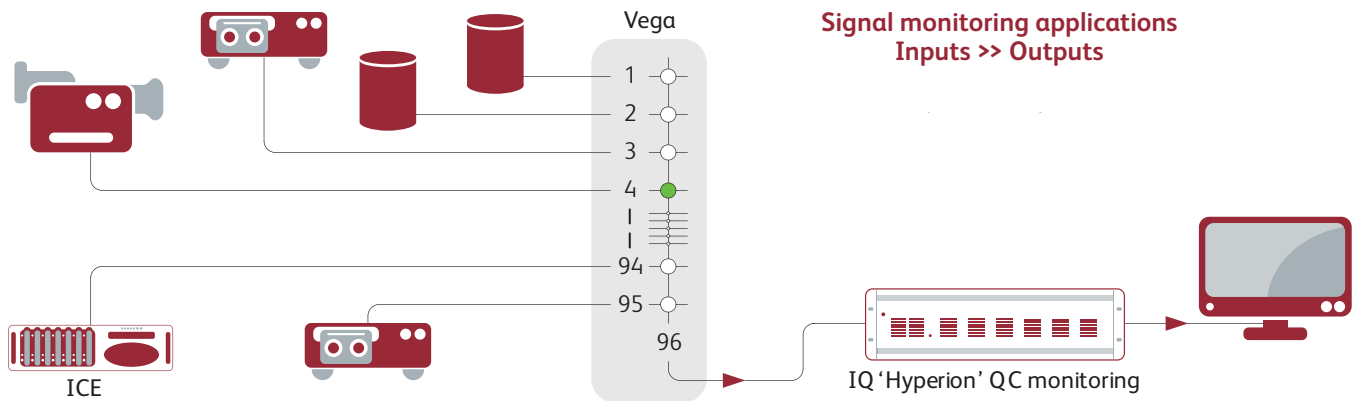 Vega
Signal monitoring applications
Inputs >> Outputs
1
2
3
4
I
I
94
95
96
ICE
IQ ‘Hyperion’ QC monitoring